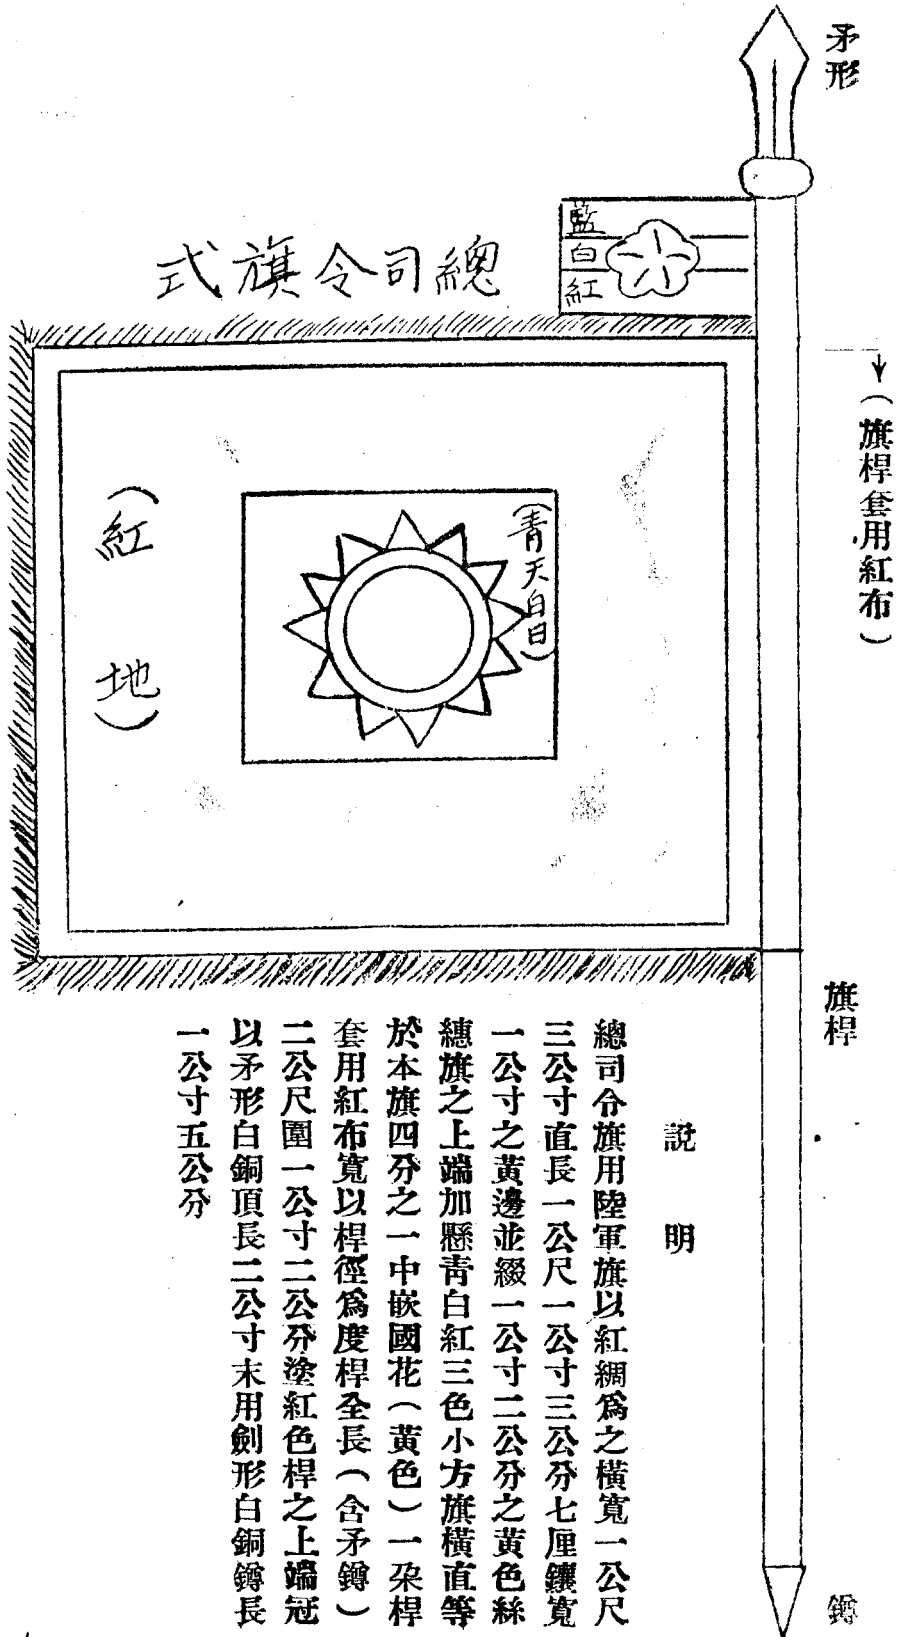 矛形
藍
白
紅
總司令旗式
(旗桿套用紅布)
(青天白日)
(紅地)
旗桿
說明
總司令旗用陸軍旗以紅綢爲之橫寬一公尺
三公寸直長一公尺一公寸三公分七厘鑲寬
一公寸之黃邊並綴一公寸二公分之黃色絲
繐旗之上端加懸青白紅三色小方旗橫直等
於本旗四分之一中嵌國花(黃色)一朶桿
套用紅布寬以桿徑爲度桿全長(含矛鐏)
二公尺圍一公寸二公分塗紅色桿之上端冠
以矛形白銅頂長二公寸末用劍形白銅鐏長
一公寸五公分
鐏